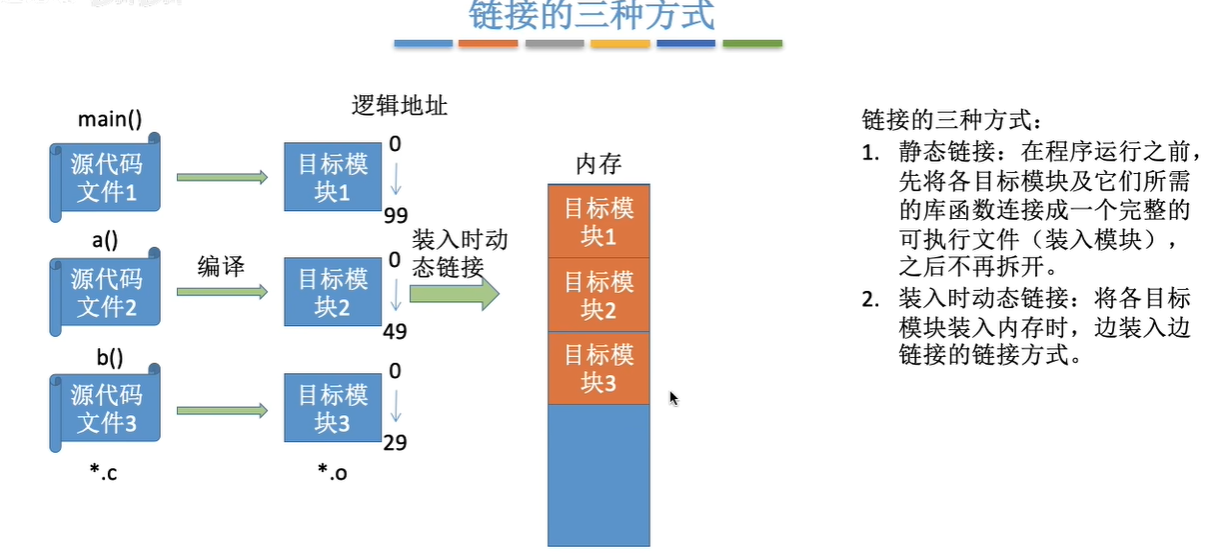 链接的三种方式
逻辑地址
main()
源代码
文件1
目标模
块1
0
99
a()
源代码
文件2
编译
目标模
块2
0
49
装入时动
态链接
b()
源代码
文件3
目标模
块3
0
29
*.c
*.o
内存
目标模
块1
目标模
块2
目标模
块3
链接的三种方式：
1. 静态链接：在程序运行之前，
先将各目标模块及它们所需
的库函数连接成一个完整的
可执行文件（装入模块），
之后不再拆开。
2. 装入时动态链接：将各目标
模块装入内存时，边装入边
链接的链接方式。